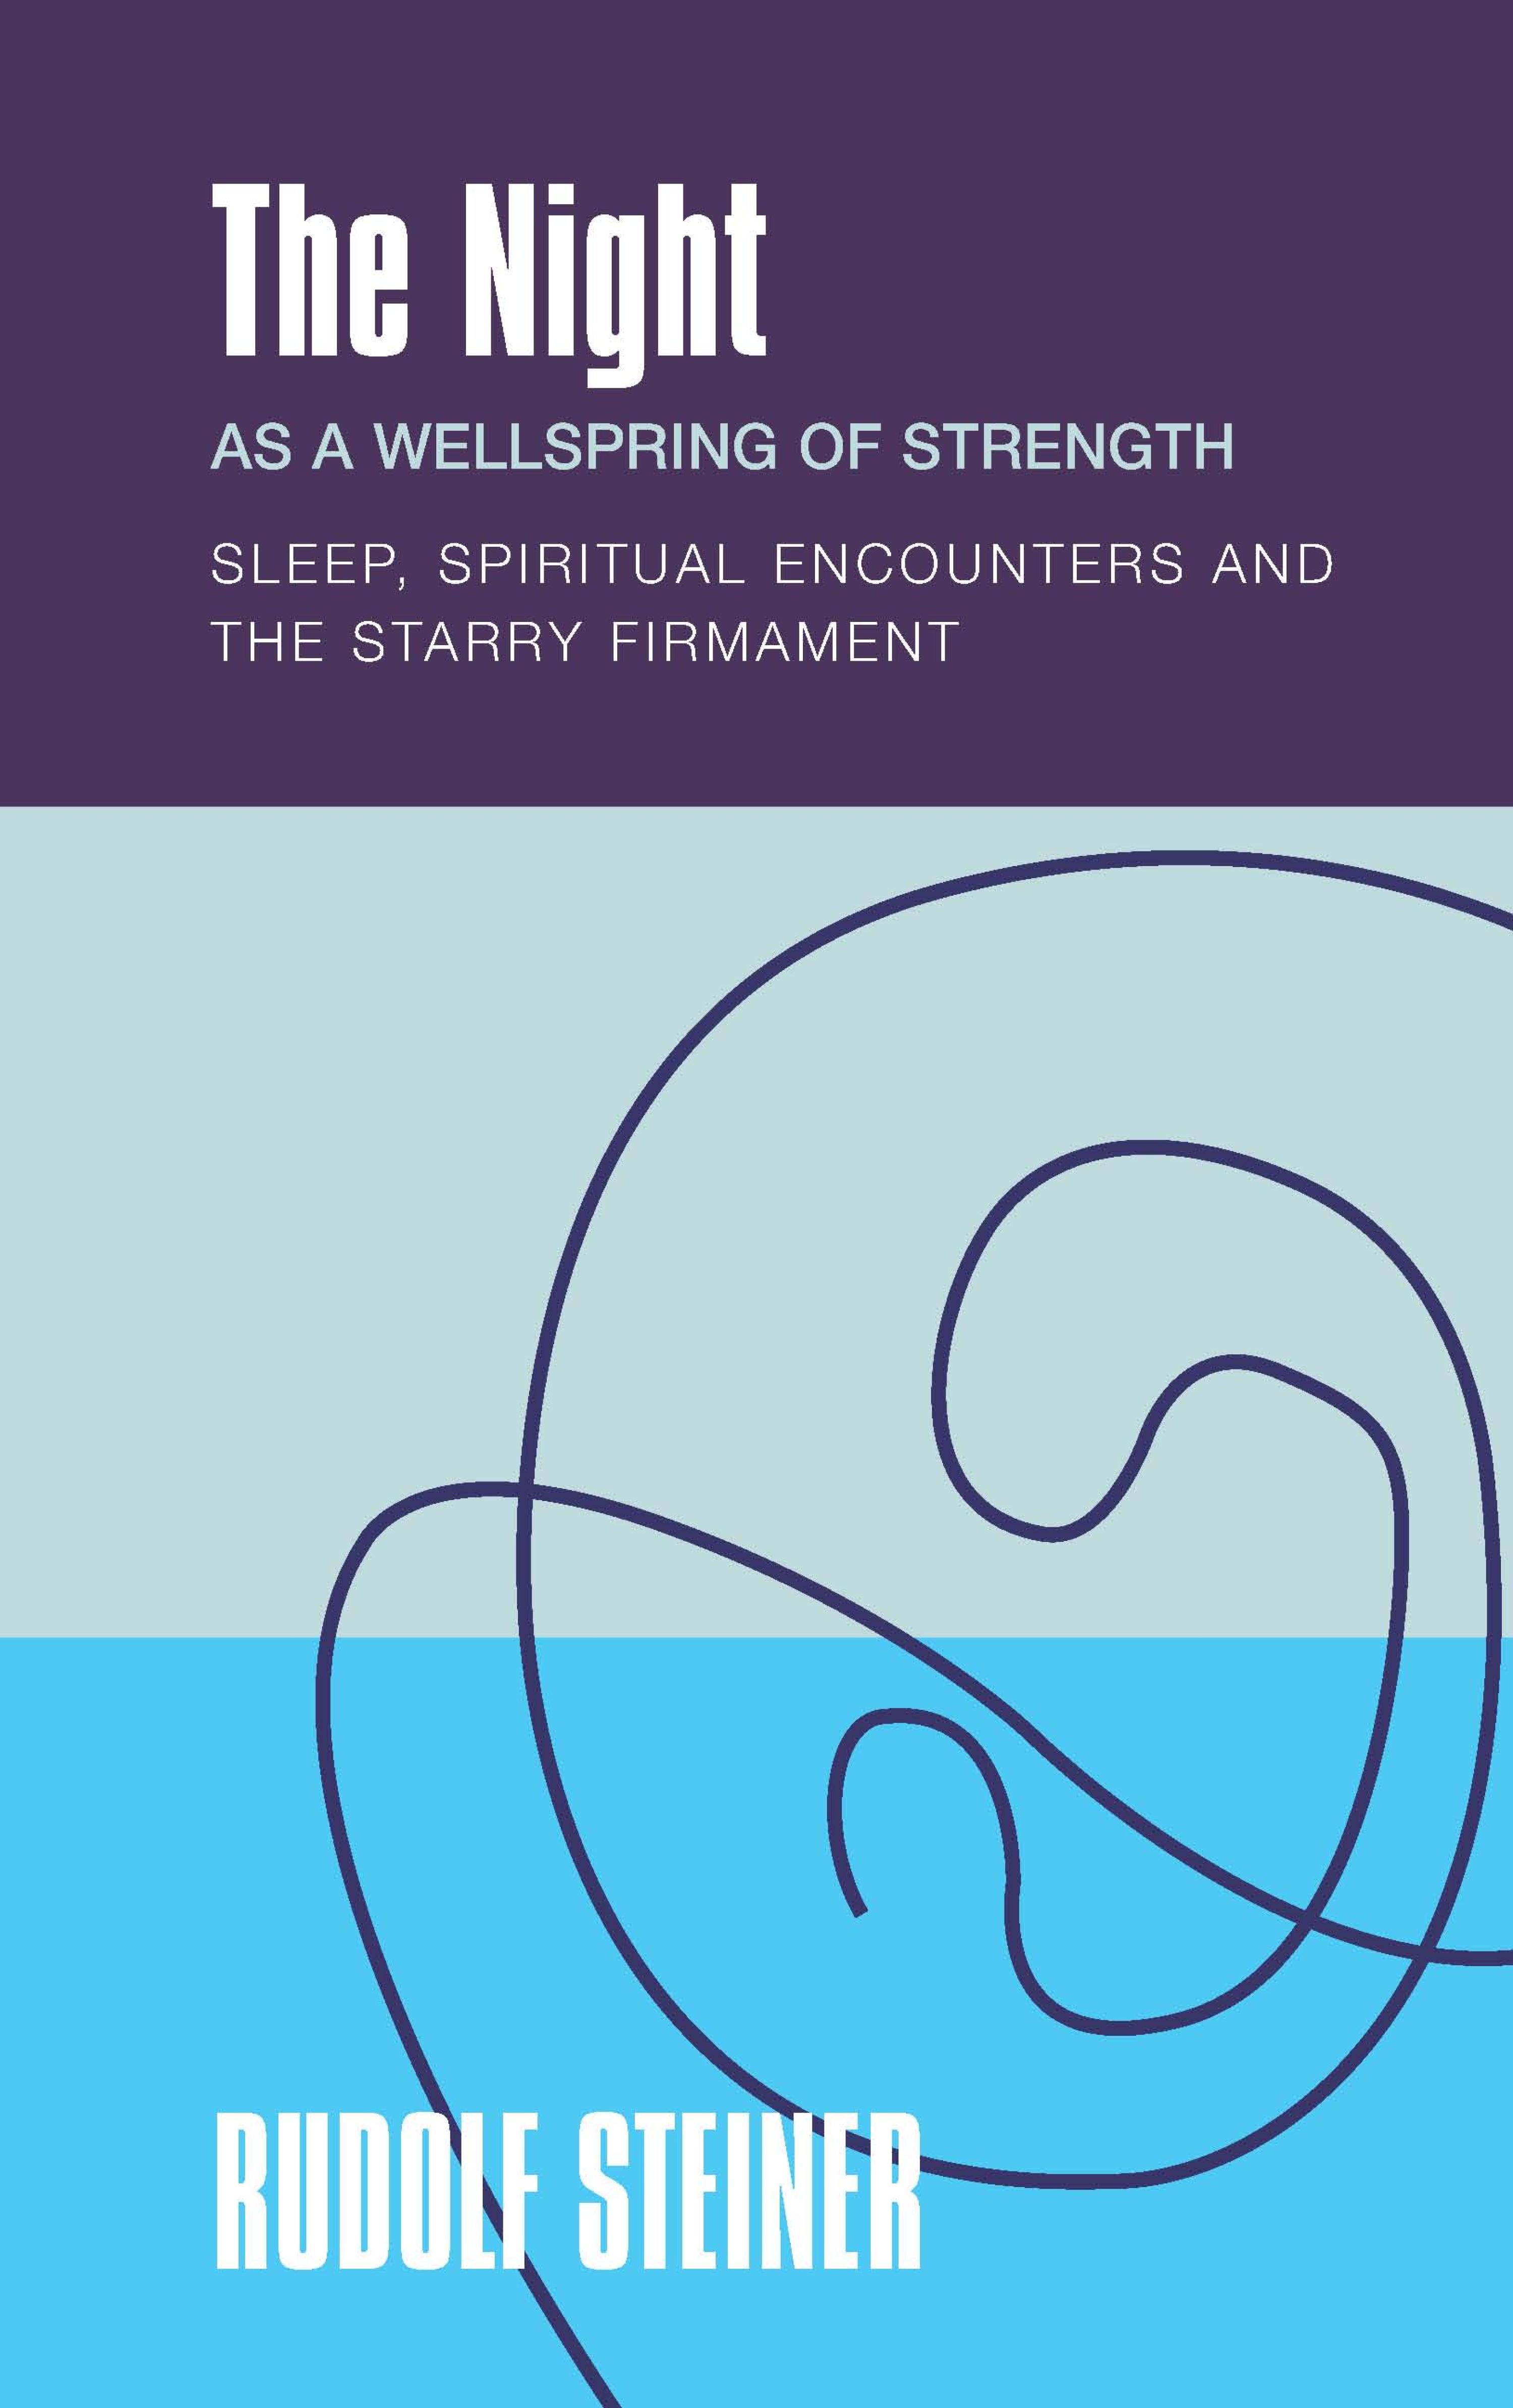 The Night
AS A WELLSPRING OF STRENGTH
SLEEP, SPIRITUAL ENCOUNTERS AND
THE STARRY FIRMAMENT
RUDOLF STEINER